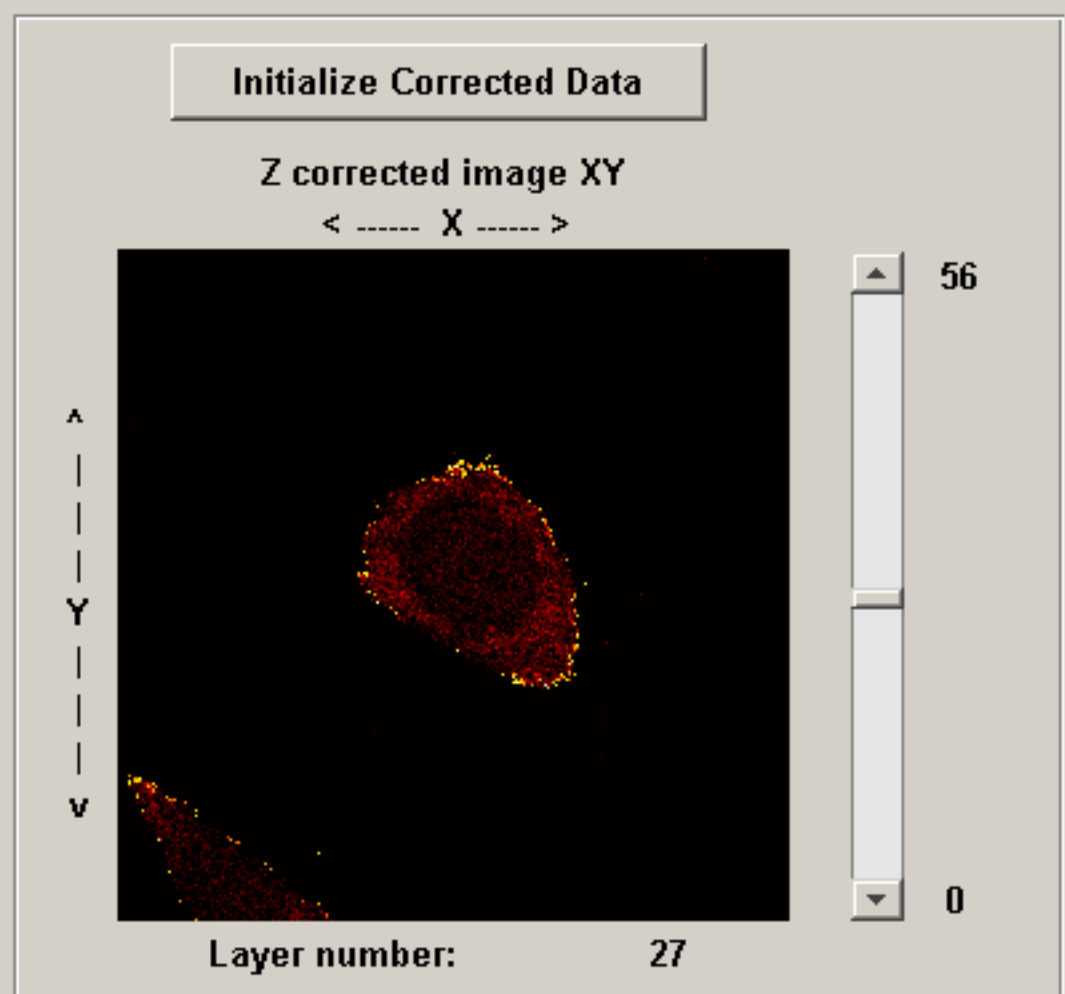 Initialize Corrected Data
Z corrected image XY
< ------ X ------ >
56
^
|
|
|
Y
|
|
|
v
0
Layer number: 27